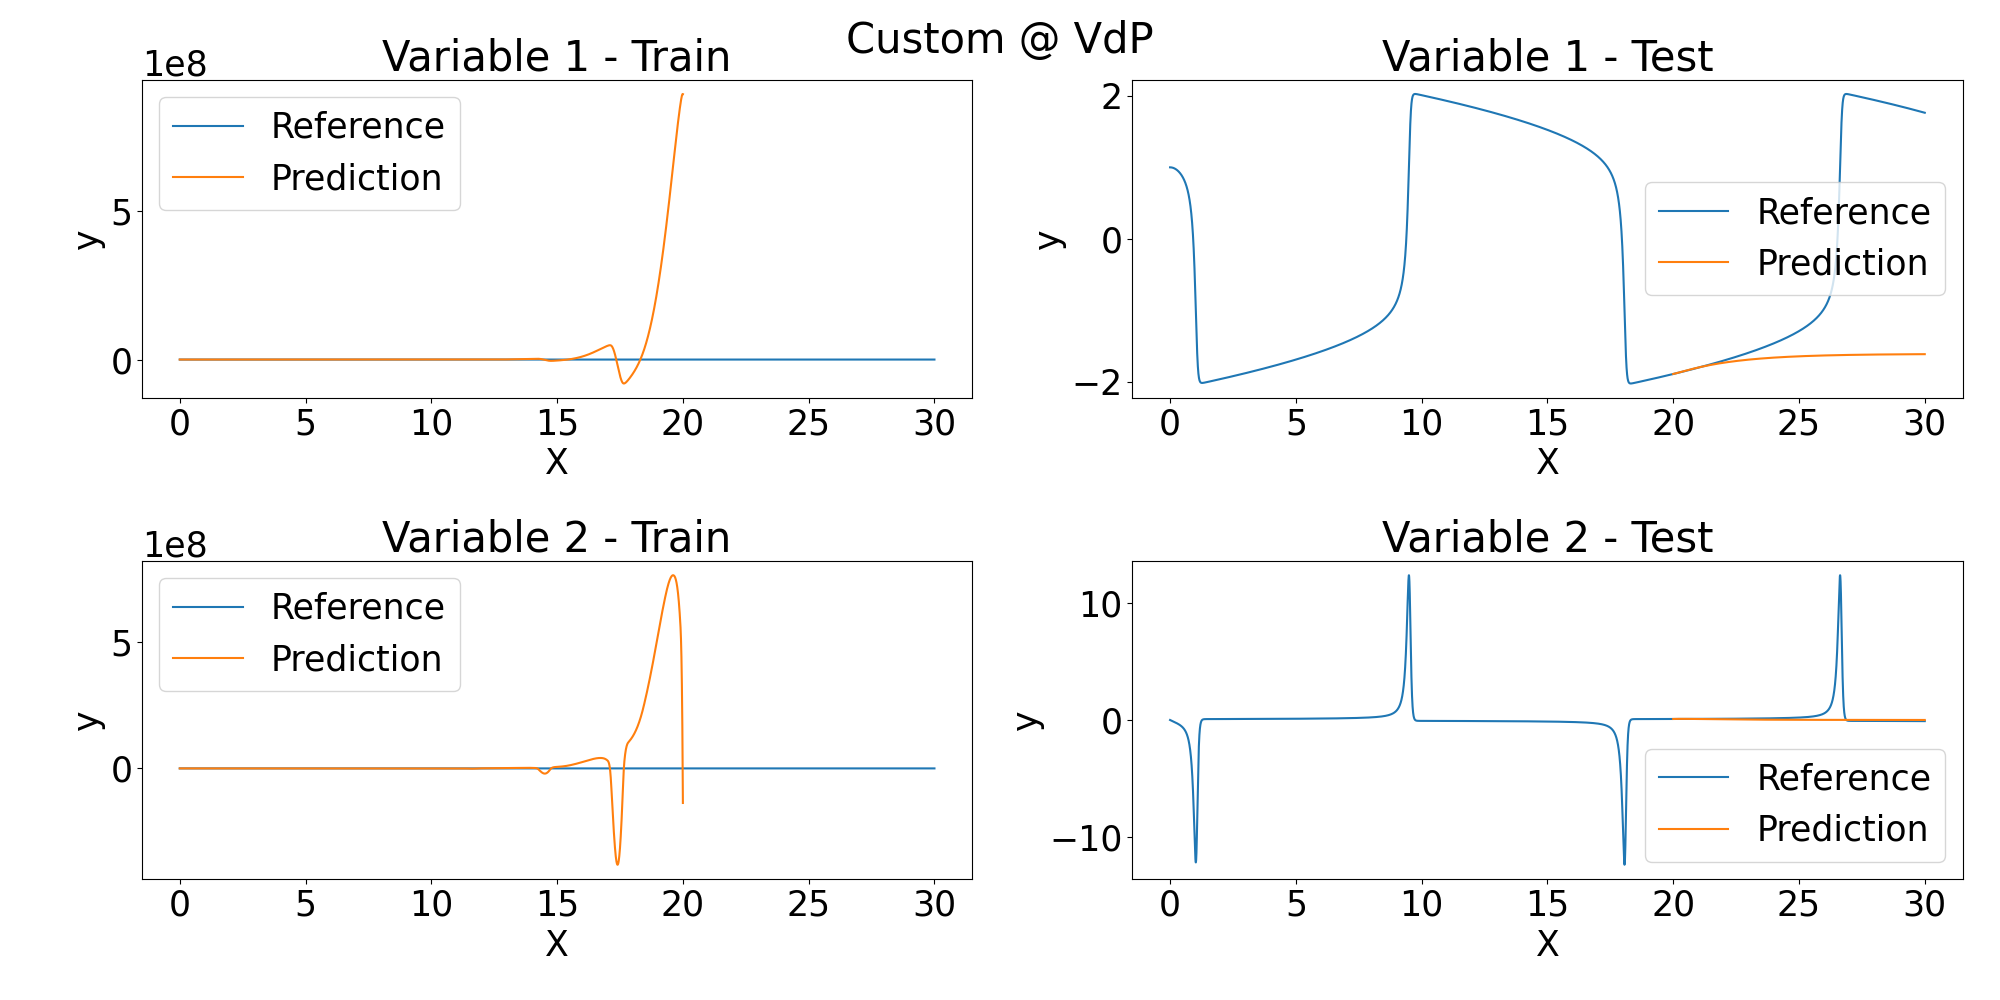 Custom @ VdP
Variable 1 - Train
1e8
5
0
y
Reference
Prediction
0 5 10 15 20 25 30
X
Variable 1 - Test
2
0
−2
y
Reference
Prediction
0 5 10 15 20 25 30
X
Variable 2 - Train
1e8
5
0
y
Reference
Prediction
0 5 10 15 20 25 30
X
Variable 2 - Test
10
0
−10
y
Reference
Prediction
0 5 10 15 20 25 30
X